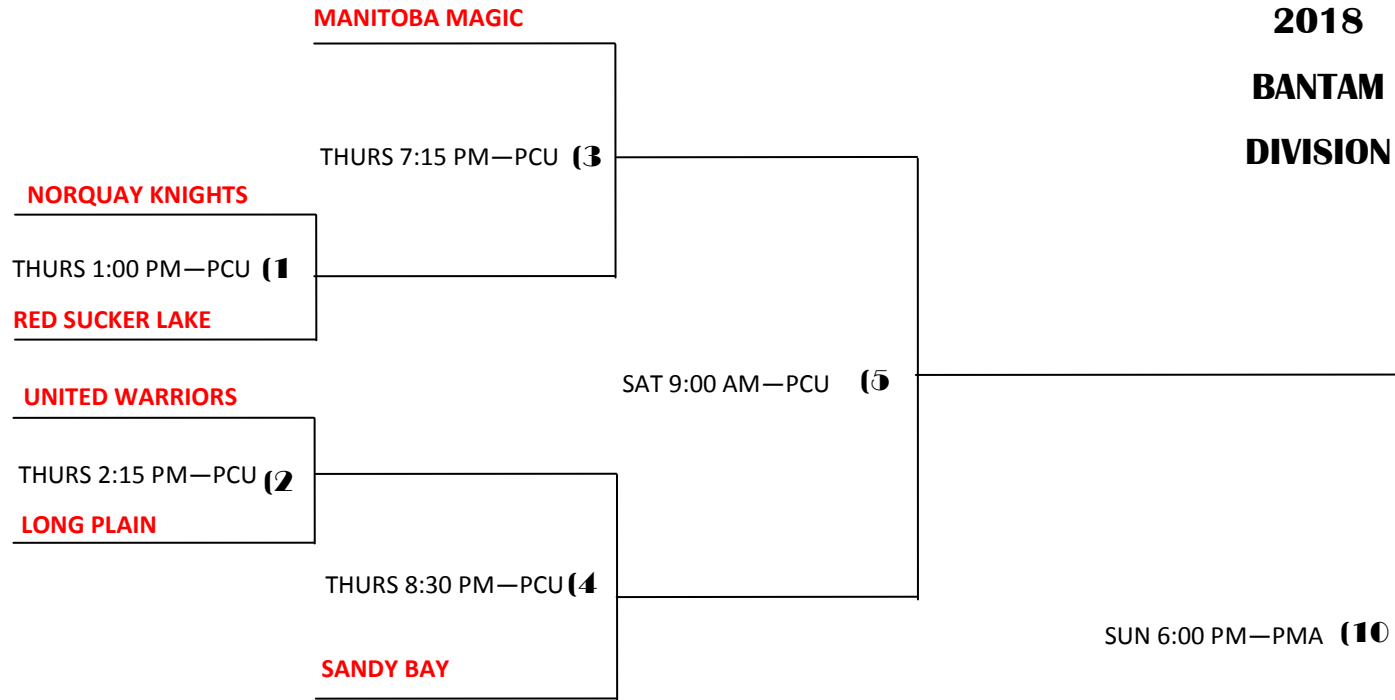 MANITOBA MAGIC
2018
BANTAM
DIVISION
THURS 7:15 PM—PCU (3
NORQUAY KNIGHTS
THURS 1:00 PM—PCU (1
RED SUCKER LAKE
UNITED WARRIORS
SAT 9:00 AM—PCU (5
THURS 2:15 PM—PCU (2
LONG PLAIN
THURS 8:30 PM—PCU (4
SUN 6:00 PM—PMA (10
SANDY BAY